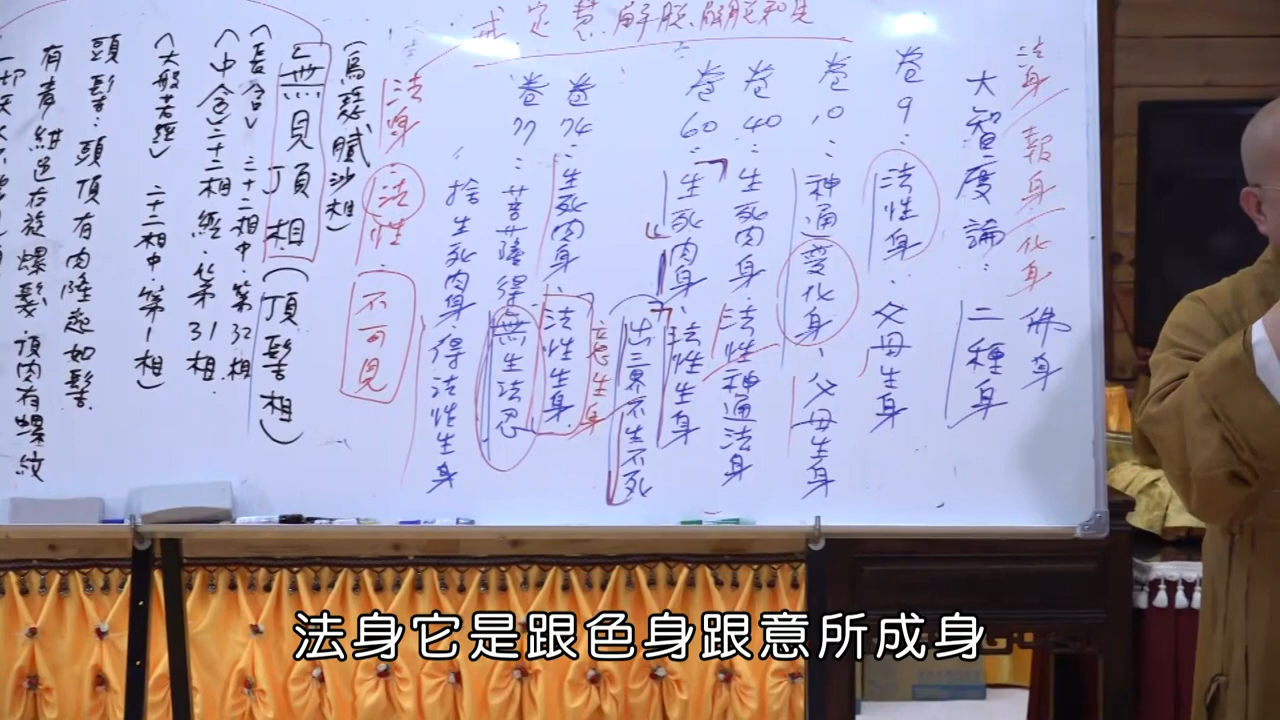 戒、定、慧、解脫、解脫知見
法身
報身
化身
佛身
大智度論：二種身
卷9：法性身、父母生身
卷10：神通變化身、父母生身
卷40：生死肉身、法性神通法身
卷60：生死肉身、法性生身
出三界不生不死
意生身
卷74：生死肉身、法性生身
卷77：菩薩得無生法忍
捨生死肉身，得法性生身
法身
法性
不可見
(烏瑟膩沙相)
無見頂相(頂髻相)
(長含)三十二相中，第32相
(中含)三十二相經，第31相
(大般若經)三十二相中，第1相)
頭髻：頭頂有肉隆起如髻
有青紺色右旋螺髮，頂肉有螺紋
法身它是跟色身跟意所成身